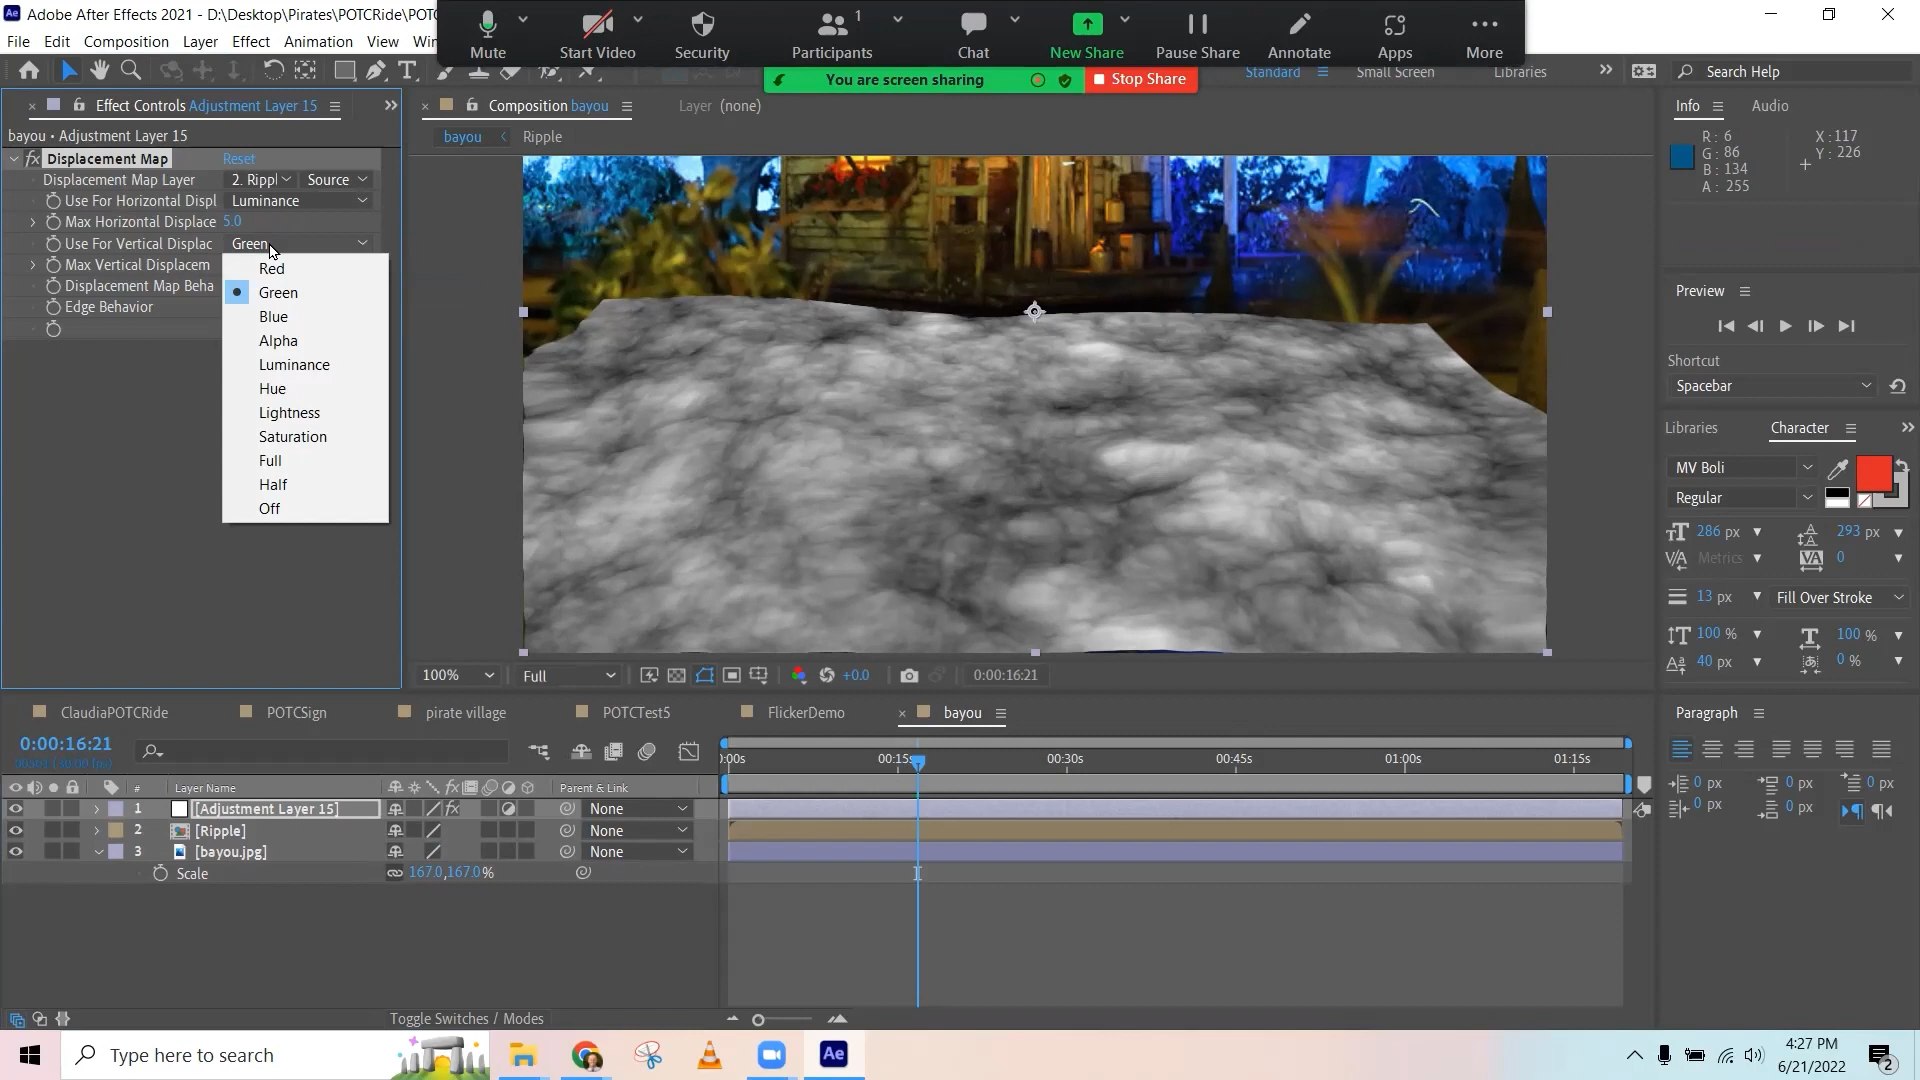 Adobe After Effects 2021 - D:\Desktop\Pirates\POTCRide\POTC
File Edit Composition Layer Effect Animation View Win
Mute Start Video Security Participants 1 Chat New Share Pause Share Annotate Apps More
You are screen sharing Stop Share
Standard Small Screen Libraries Search Help
Effect Controls Adjustment Layer 15
bayou • Adjustment Layer 15
fx Displacement Map Reset
Displacement Map Layer 2. Rippl Source
Use For Horizontal Displ Luminance
Max Horizontal Displace 5.0
Use For Vertical Displac Green
Max Vertical Displacem
Displacement Map Beha
Edge Behavior
Red
Green
Blue
Alpha
Luminance
Hue
Lightness
Saturation
Full
Half
Off
Composition bayou Layer (none)
bayou Ripple
100% Full +0.0 0:00:16:21
Info Audio
R: 6 X: 117
G: 86 Y: 226
B: 134
A: 255
Preview
Shortcut
Spacebar
Libraries Character
MV Boli
Regular
286 px 293 px
Metrics 0
13 px Fill Over Stroke
100 % 100 %
40 px 0 %
Paragraph
0 px 0 px 0 px
0 px 0 px
ClaudiaPOTCRide POTCSign pirate village POTCTest5 FlickerDemo bayou
0:00:16:21
0:00s 00:15s 00:30s 00:45s 01:00s 01:15s
# Layer Name Parent & Link
1 [Adjustment Layer 15] None
2 [Ripple] None
3 [bayou.jpg] None
Scale 167.0,167.0%
Toggle Switches / Modes
Type here to search
Ae
4:27 PM
6/21/2022
2